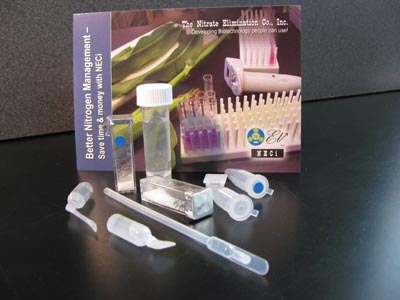 The Nitrate Elimination Co., Inc.
Developing Biotechnology people can use!
Better Nitrogen Management –
Save time & money with NECi
EV
NECi